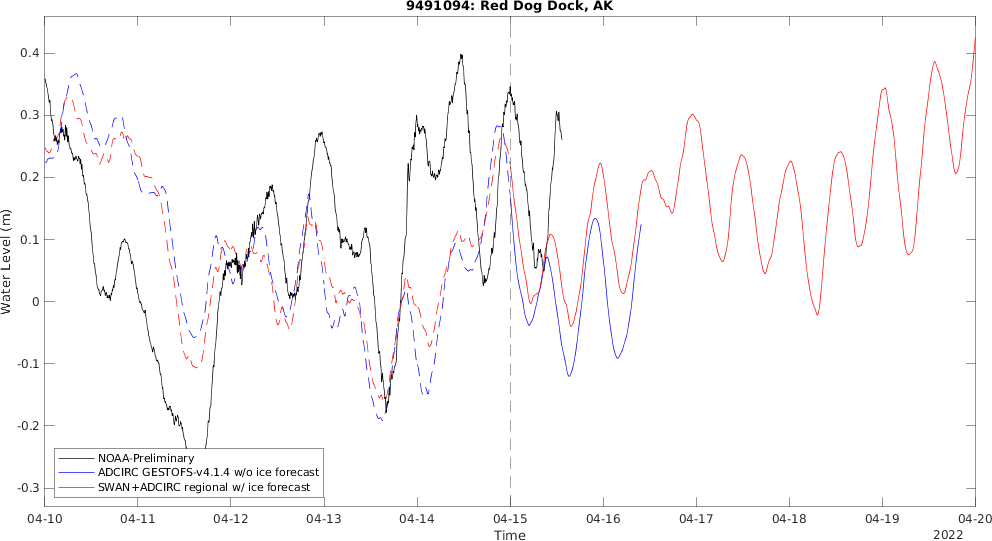 9491094: Red Dog Dock, AK
Water Level (m)
0.4
0.3
0.2
0.1
0
-0.1
-0.2
-0.3
NOAA-Preliminary
ADCIRC GESTOFS-v4.1.4 w/o ice forecast
SWAN+ADCIRC regional w/ ice forecast
04-10 04-11 04-12 04-13 04-14 04-15 04-16 04-17 04-18 04-19 04-20
Time
2022